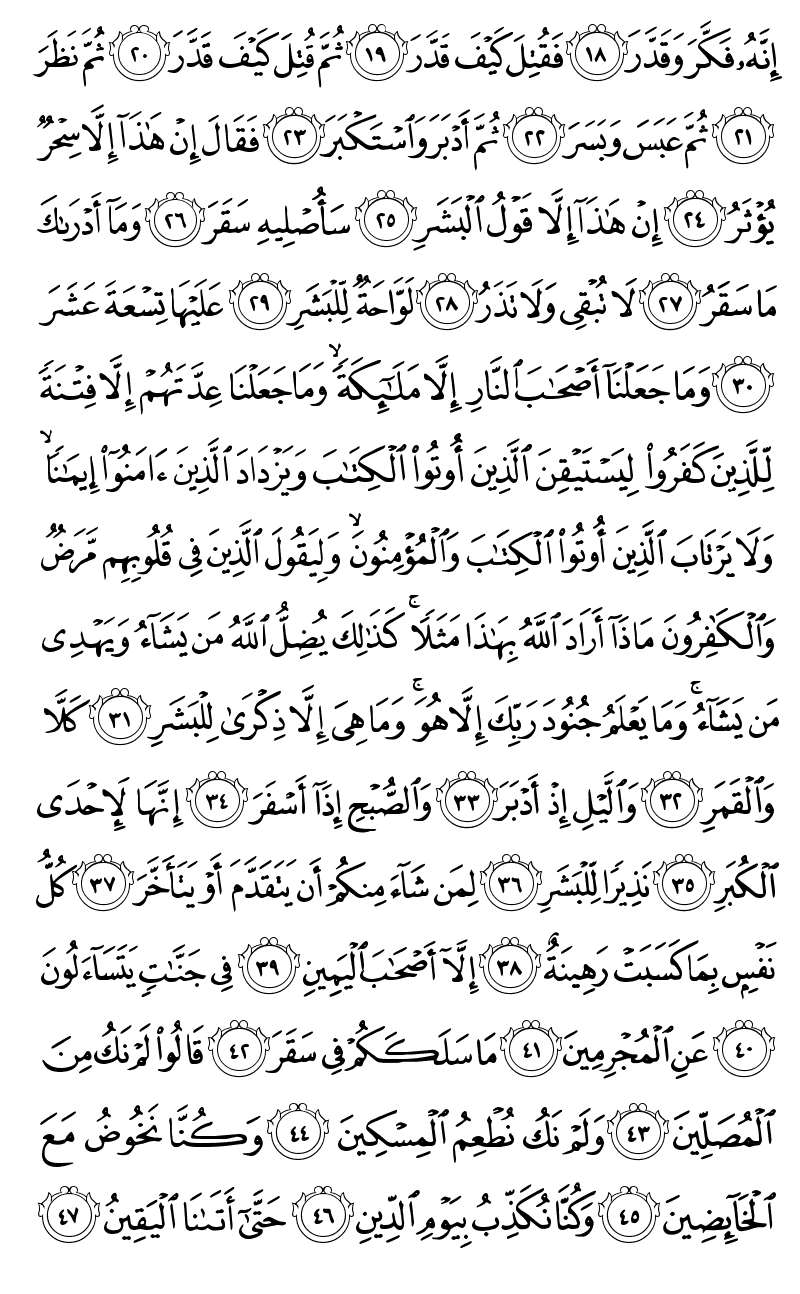 إِنَّهُۥ فَكَّرَ وَقَدَّرَ ١٨ فَقُتِلَ كَيۡفَ قَدَّرَ ١٩ ثُمَّ قُتِلَ كَيۡفَ قَدَّرَ ٢٠ ثُمَّ نَظَرَ
٢١ ثُمَّ عَبَسَ وَبَسَرَ ٢٢ ثُمَّ أَدۡبَرَ وَٱسۡتَكۡبَرَ ٢٣ فَقَالَ إِنۡ هَٰذَآ إِلَّا سِحۡرٞ
يُؤۡثَرُ ٢٤ إِنۡ هَٰذَآ إِلَّا قَوۡلُ ٱلۡبَشَرِ ٢٥ سَأُصۡلِيهِ سَقَرَ ٢٦ وَمَآ أَدۡرَىٰكَ
مَا سَقَرُ ٢٧ لَا تُبۡقِي وَلَا تَذَرُ ٢٨ لَوَّاحَةٞ لِّلۡبَشَرِ ٢٩ عَلَيۡهَا تِسۡعَةَ عَشَرَ
٣٠ وَمَا جَعَلۡنَآ أَصۡحَٰبَ ٱلنَّارِ إِلَّا مَلَٰٓئِكَةٗۙ وَمَا جَعَلۡنَا عِدَّتَهُمۡ إِلَّا فِتۡنَةٗ
لِّلَّذِينَ كَفَرُواْ لِيَسۡتَيۡقِنَ ٱلَّذِينَ أُوتُواْ ٱلۡكِتَٰبَ وَيَزۡدَادَ ٱلَّذِينَ ءَامَنُوٓاْ إِيمَٰنٗاۙ
وَلَا يَرۡتَابَ ٱلَّذِينَ أُوتُواْ ٱلۡكِتَٰبَ وَٱلۡمُؤۡمِنُونَۙ وَلِيَقُولَ ٱلَّذِينَ فِي قُلُوبِهِم مَّرَضٞ
وَٱلۡكَٰفِرُونَ مَاذَآ أَرَادَ ٱللَّهُ بِهَٰذَا مَثَلٗاۚ كَذَٰلِكَ يُضِلُّ ٱللَّهُ مَن يَشَآءُ وَيَهۡدِي
مَن يَشَآءُۚ وَمَا يَعۡلَمُ جُنُودَ رَبِّكَ إِلَّا هُوَۚ وَمَا هِيَ إِلَّا ذِكۡرَىٰ لِلۡبَشَرِ ٣١ كَلَّا
وَٱلۡقَمَرِ ٣٢ وَٱلَّيۡلِ إِذۡ أَدۡبَرَ ٣٣ وَٱلصُّبۡحِ إِذَآ أَسۡفَرَ ٣٤ إِنَّهَا لَإِحۡدَى
ٱلۡكُبَرِ ٣٥ نَذِيرٗا لِّلۡبَشَرِ ٣٦ لِمَن شَآءَ مِنكُمۡ أَن يَتَقَدَّمَ أَوۡ يَتَأَخَّرَ ٣٧ كُلُّ
نَفۡسِۭ بِمَا كَسَبَتۡ رَهِينَةٌ ٣٨ إِلَّآ أَصۡحَٰبَ ٱلۡيَمِينِ ٣٩ فِي جَنَّٰتٖ يَتَسَآءَلُونَ
٤٠ عَنِ ٱلۡمُجۡرِمِينَ ٤١ مَا سَلَكَكُمۡ فِي سَقَرَ ٤٢ قَالُواْ لَمۡ نَكُ مِنَ
ٱلۡمُصَلِّينَ ٤٣ وَلَمۡ نَكُ نُطۡعِمُ ٱلۡمِسۡكِينَ ٤٤ وَكُنَّا نَخُوضُ مَعَ
ٱلۡخَآئِضِينَ ٤٥ وَكُنَّا نُكَذِّبُ بِيَوۡمِ ٱلدِّينِ ٤٦ حَتَّىٰٓ أَتَىٰنَا ٱلۡيَقِينُ ٤٧